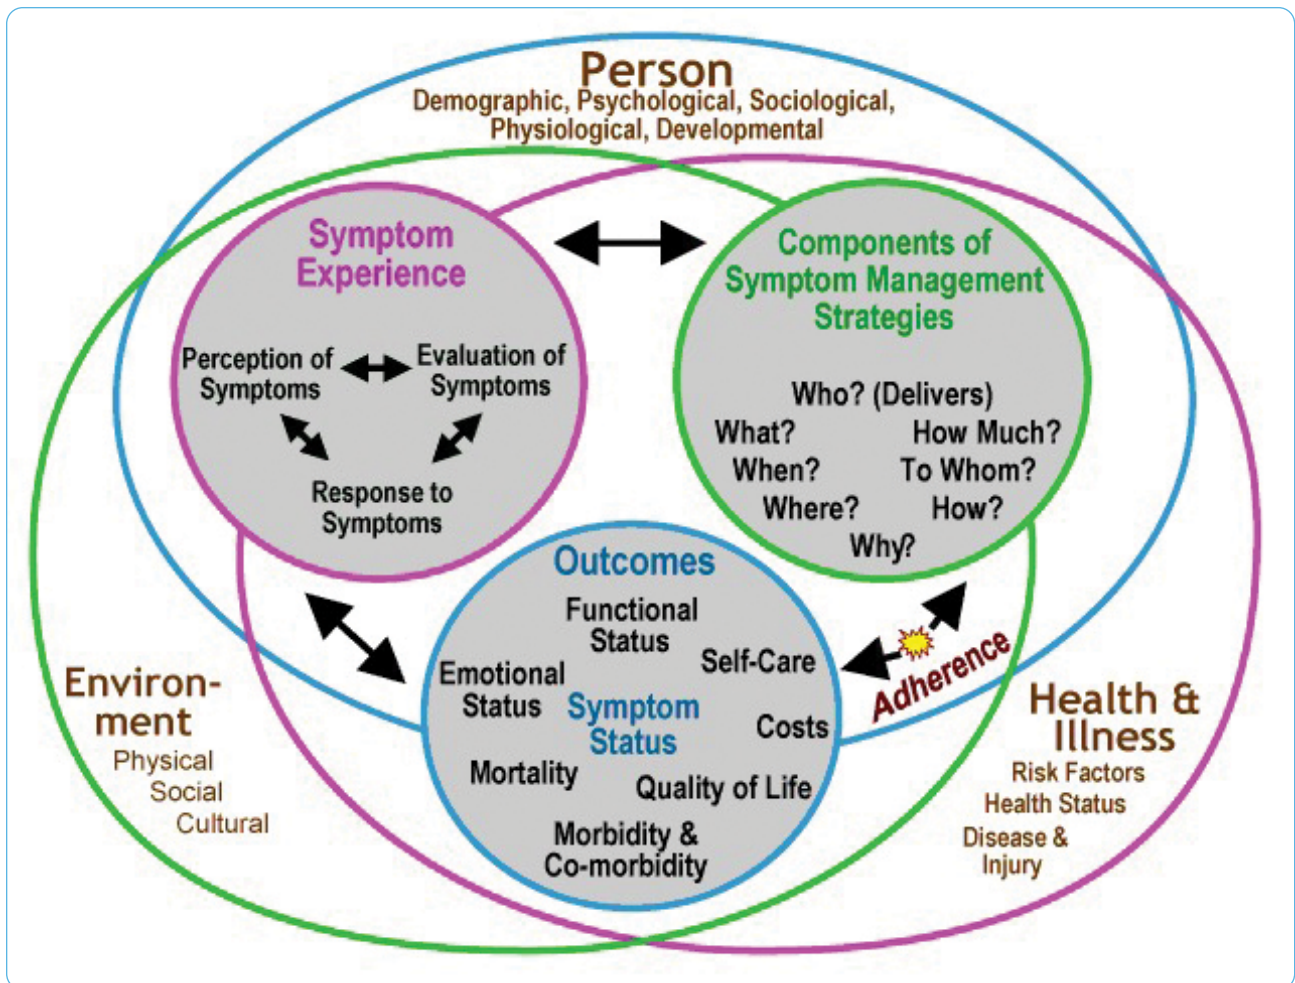 Person
Demographic, Psychological, Sociological,
Physiological, Developmental
Symptom
Experience
Perception of
Symptoms
Evaluation of
Symptoms
Response to
Symptoms
Components of
Symptom Management
Strategies
Who? (Delivers)
What? How Much?
When? To Whom?
Where? How?
Why?
Outcomes
Functional
Status
Self-Care
Emotional
Status
Symptom
Status
Costs
Mortality
Quality of Life
Morbidity &
Co-morbidity
Adherence
Environ-
ment
Physical
Social
Cultural
Health &
Illness
Risk Factors
Health Status
Disease &
Injury